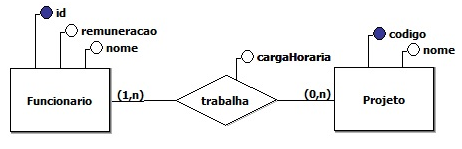 id
remuneracao
nome
Funcionario
(1,n)
cargaHoraria
trabalha
(0,n)
codigo
nome
Projeto